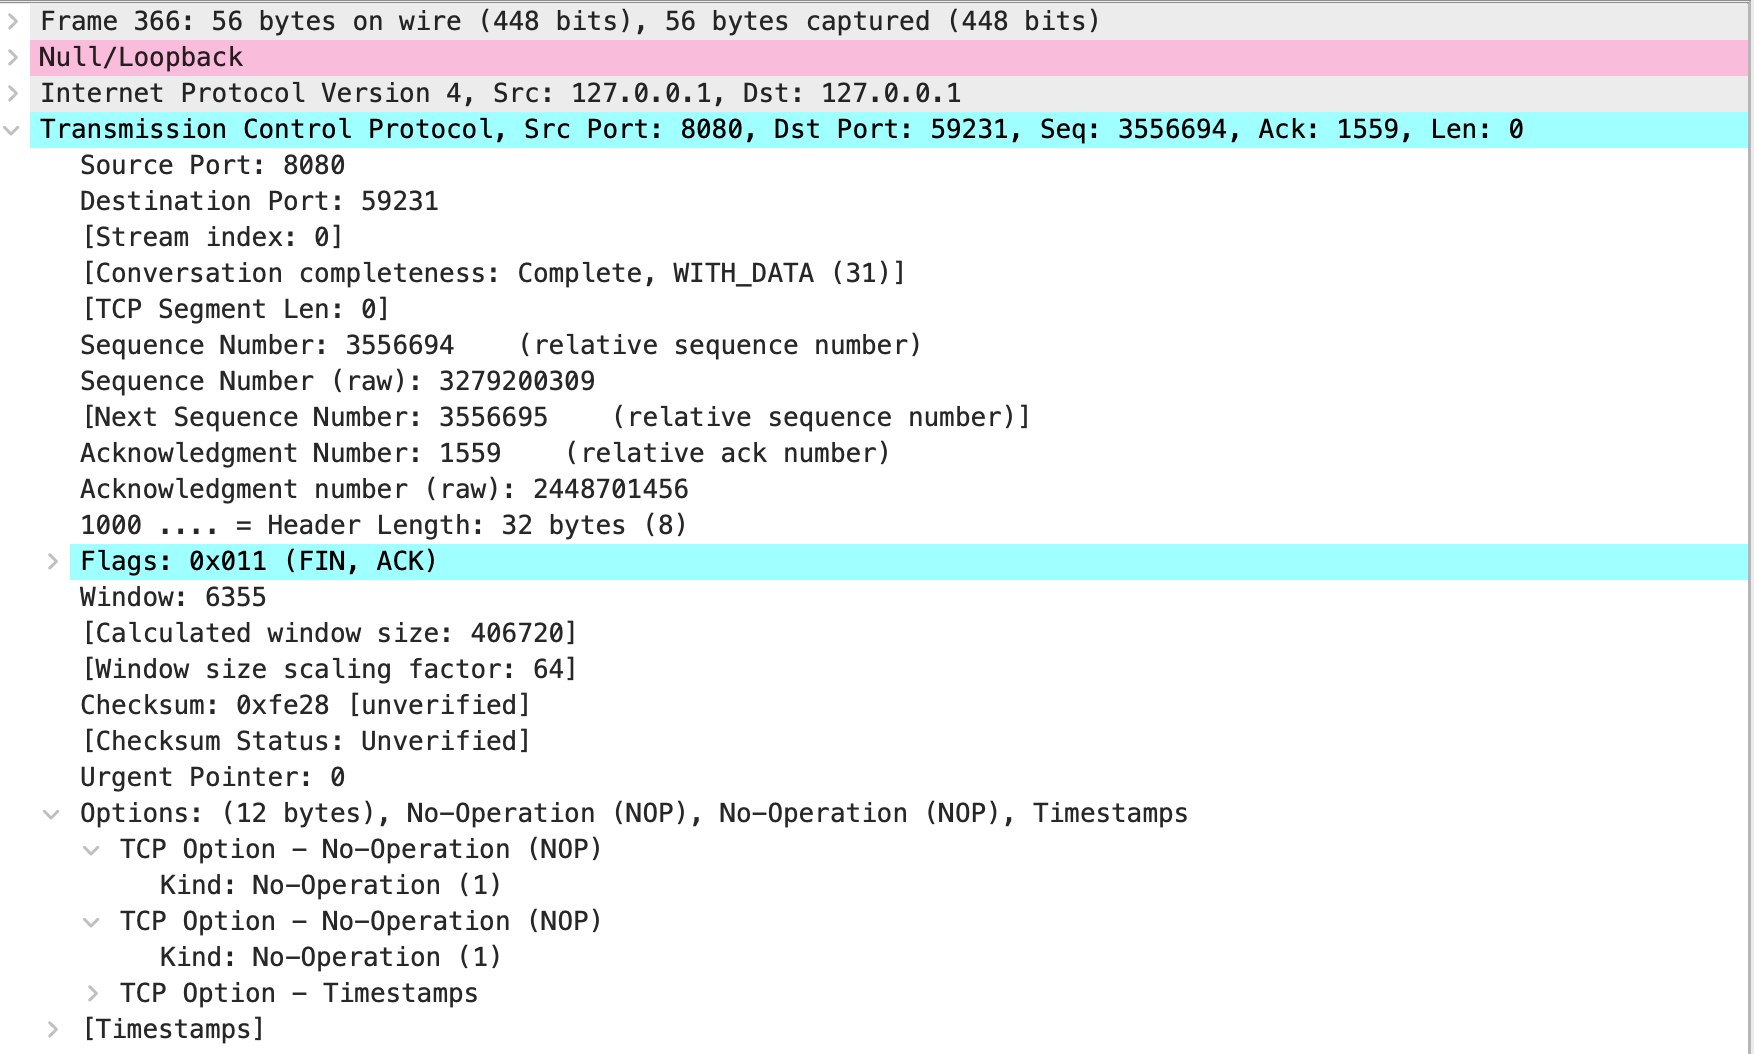 Frame 366: 56 bytes on wire (448 bits), 56 bytes captured (448 bits)
Null/Loopback
Internet Protocol Version 4, Src: 127.0.0.1, Dst: 127.0.0.1
Transmission Control Protocol, Src Port: 8080, Dst Port: 59231, Seq: 3556694, Ack: 1559, Len: 0
Source Port: 8080
Destination Port: 59231
[Stream index: 0]
[Conversation completeness: Complete, WITH_DATA (31)]
[TCP Segment Len: 0]
Sequence Number: 3556694    (relative sequence number)
Sequence Number (raw): 3279200309
[Next Sequence Number: 3556695    (relative sequence number)]
Acknowledgment Number: 1559    (relative ack number)
Acknowledgment number (raw): 2448701456
1000 .... = Header Length: 32 bytes (8)
Flags: 0x011 (FIN, ACK)
Window: 6355
[Calculated window size: 406720]
[Window size scaling factor: 64]
Checksum: 0xfe28 [unverified]
[Checksum Status: Unverified]
Urgent Pointer: 0
Options: (12 bytes), No-Operation (NOP), No-Operation (NOP), Timestamps
TCP Option - No-Operation (NOP)
Kind: No-Operation (1)
TCP Option - No-Operation (NOP)
Kind: No-Operation (1)
TCP Option - Timestamps
[Timestamps]